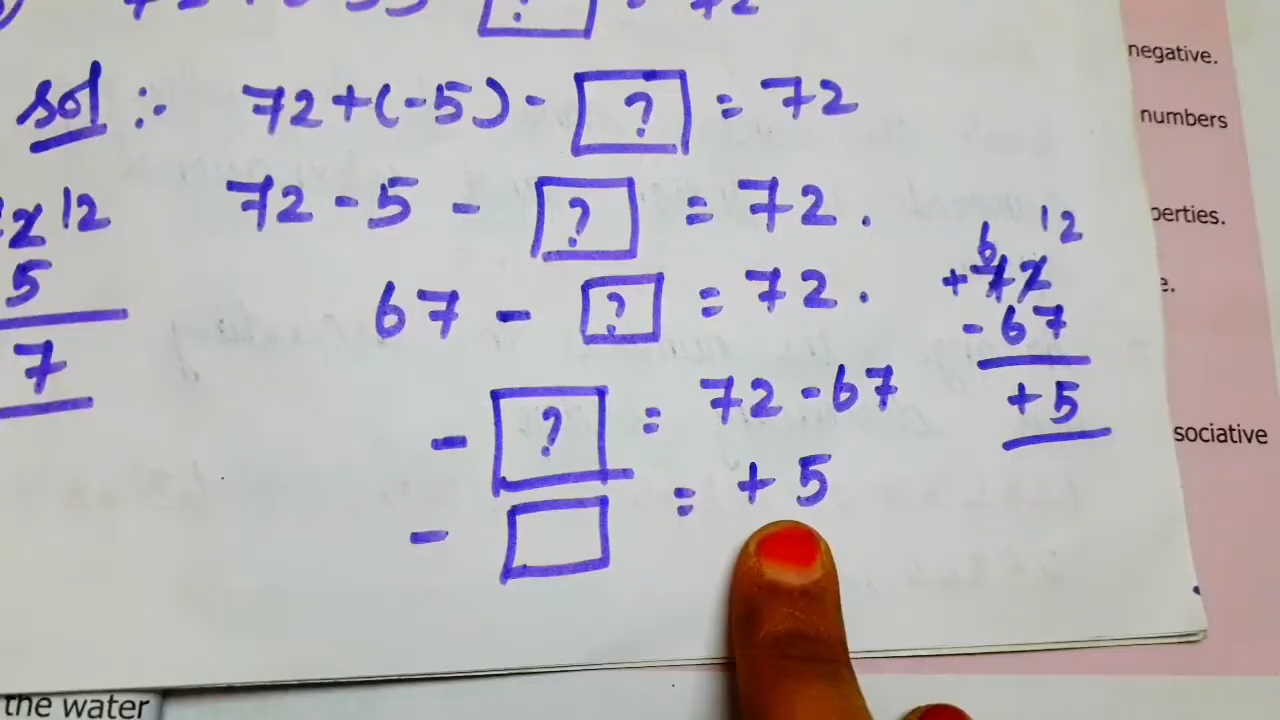 ? = 72
sol :- 72 + (-5) - ? = 72
72 - 5 - ? = 72.
67 - ? = 72.
- ? = 72 - 67
- = + 5
12
5
7
6 12
+ 72
- 67
+ 5
negative.
numbers
perties.
e.
sociative
the water